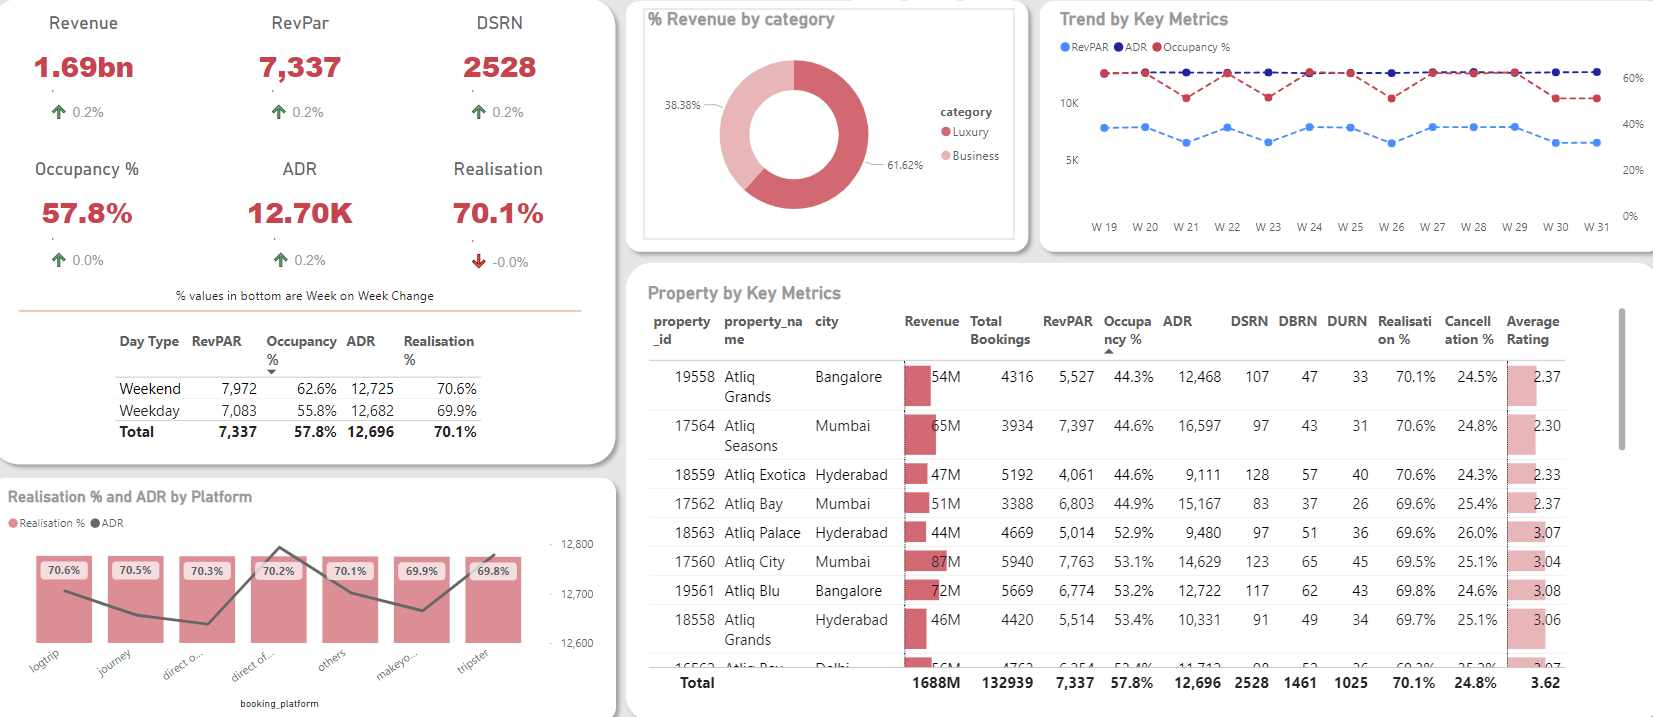 Revenue RevPar DSRN
1.69bn 7,337 2528
0.2% 0.2% 0.2%
Occupancy % ADR Realisation
57.8% 12.70K 70.1%
0.0% 0.2% -0.0%
% values in bottom are Week on Week Change
Day Type RevPAR Occupancy % ADR Realisation %
Weekend 7,972 62.6% 12,725 70.6%
Weekday 7,083 55.8% 12,682 69.9%
Total 7,337 57.8% 12,696 70.1%
Realisation % and ADR by Platform
Realisation % ADR
12,800
70.6% 70.5% 70.3% 70.2% 70.1% 69.9% 69.8%
12,700
12,600
logtrip journey direct o... direct of... others makeyo... tripster
booking_platform
% Revenue by category
38.38%
61.62%
category
Luxury
Business
Trend by Key Metrics
RevPAR ADR Occupancy %
10K
5K
60%
40%
20%
0%
W 19 W 20 W 21 W 22 W 23 W 24 W 25 W 26 W 27 W 28 W 29 W 30 W 31
Property by Key Metrics
property_id property_name city Revenue Total Bookings RevPAR Occupancy % ADR DSRN DBRN DURN Realisation % Cancellation % Average Rating
19558 Atliq Grands Bangalore 54M 4316 5,527 44.3% 12,468 107 47 33 70.1% 24.5% 2.37
17564 Atliq Seasons Mumbai 65M 3934 7,397 44.6% 16,597 97 43 31 70.6% 24.8% 2.30
18559 Atliq Exotica Hyderabad 47M 5192 4,061 44.6% 9,111 128 57 40 70.6% 24.3% 2.33
17562 Atliq Bay Mumbai 51M 3388 6,803 44.9% 15,167 83 37 26 69.6% 25.4% 2.37
18563 Atliq Palace Hyderabad 44M 4669 5,014 52.9% 9,480 97 51 36 69.6% 26.0% 3.07
17560 Atliq City Mumbai 87M 5940 7,763 53.1% 14,629 123 65 45 69.5% 25.1% 3.04
19561 Atliq Blu Bangalore 72M 5669 6,774 53.2% 12,722 117 62 43 69.8% 24.6% 3.08
18558 Atliq Grands Hyderabad 46M 4420 5,514 53.4% 10,331 91 49 34 69.7% 25.1% 3.06
Total 1688M 132939 7,337 57.8% 12,696 2528 1461 1025 70.1% 24.8% 3.62